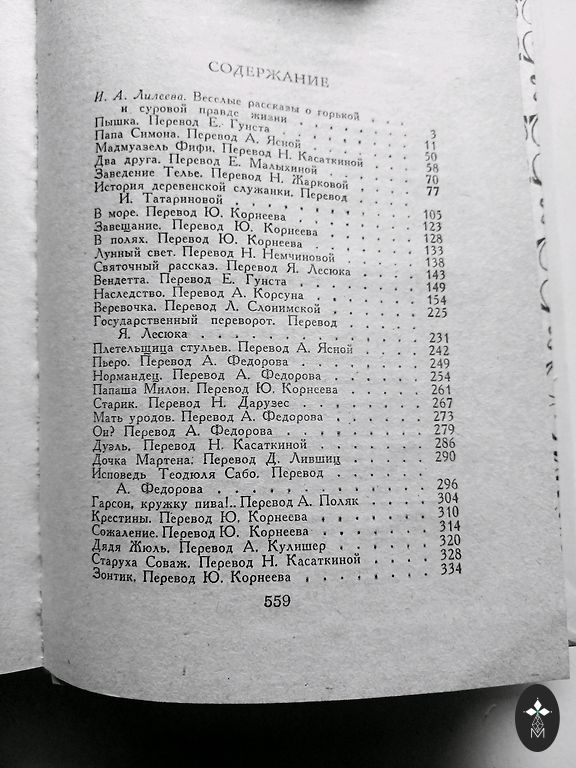 СОДЕРЖАНИЕ
И. А. Лилеева. Веселые рассказы о горькой
и суровой правде жизни . . . . 3
Пышка. Перевод Е. Гунста . . . . 11
Папа Симона. Перевод А. Ясной . . . . 50
Мадмуазель Фифи. Перевод Н. Касаткиной . 58
Два друга. Перевод Е. Малыхиной . . . 70
Заведение Телье. Перевод Н. Жарковой . . 77
История деревенской служанки. Перевод
И. Татариновой . . . . . . . 105
В море. Перевод Ю. Корнеева . . . . 123
Завещание. Перевод Ю. Корнеева . . . 128
В полях. Перевод Ю. Корнеева . . . . 133
Лунный свет. Перевод Н. Немчиновой . . 138
Святочный рассказ. Перевод Я. Лесюка . . 143
Вендетта. Перевод Е. Гунста . . . . 149
Наследство. Перевод А. Корсуна . . . 154
Веревочка. Перевод Л. Слонимской . . . 225
Государственный переворот. Перевод
Я. Лесюка . . . . . . . . 231
Плетельщица стульев. Перевод А. Ясной . . 242
Пьеро. Перевод А. Федорова . . . . 249
Нормандец. Перевод А. Федорова . . . 254
Папаша Милон. Перевод Ю. Корнеева . . 261
Старик. Перевод Н. Дарузес . . . . 267
Мать уродов. Перевод А. Федорова . . . 273
Он? Перевод А. Федорова . . . . . 279
Дуэль. Перевод Н. Касаткиной . . . . 286
Дочка Мартена. Перевод Д. Лившиц . . . 290
Исповедь Теодюля Сабо. Перевод
А. Федорова . . . . . . . . 296
Гарсон, кружку пива!.. Перевод А. Поляк . . 304
Крестины. Перевод Ю. Корнеева . . . . 310
Сожаление. Перевод Ю. Корнеева . . . . 314
Дядя Жюль. Перевод А. Кулишер . . . . 320
Старуха Соваж. Перевод Н. Касаткиной . . 328
Зонтик. Перевод Ю. Корнеева . . . . . 334
559
М